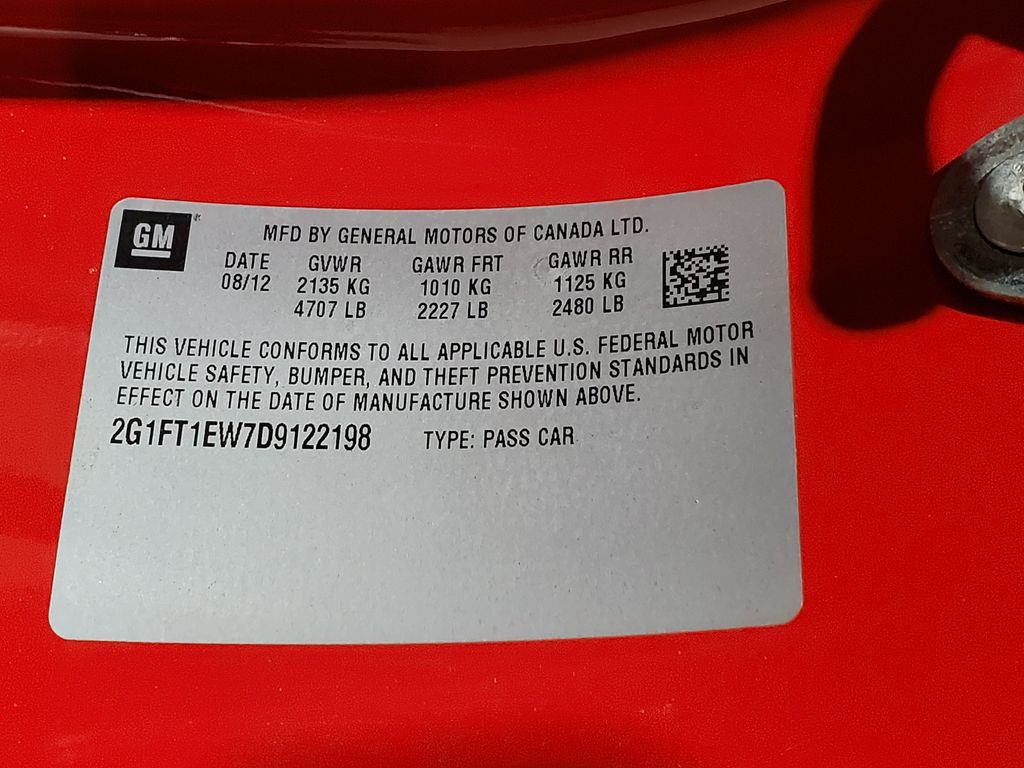 GM
MFD BY GENERAL MOTORS OF CANADA LTD.
DATE GVWR GAWR FRT GAWR RR
08/12 2135 KG 1010 KG 1125 KG
4707 LB 2227 LB 2480 LB
THIS VEHICLE CONFORMS TO ALL APPLICABLE U.S. FEDERAL MOTOR
VEHICLE SAFETY, BUMPER, AND THEFT PREVENTION STANDARDS IN
EFFECT ON THE DATE OF MANUFACTURE SHOWN ABOVE.
2G1FT1EW7D9122198 TYPE: PASS CAR